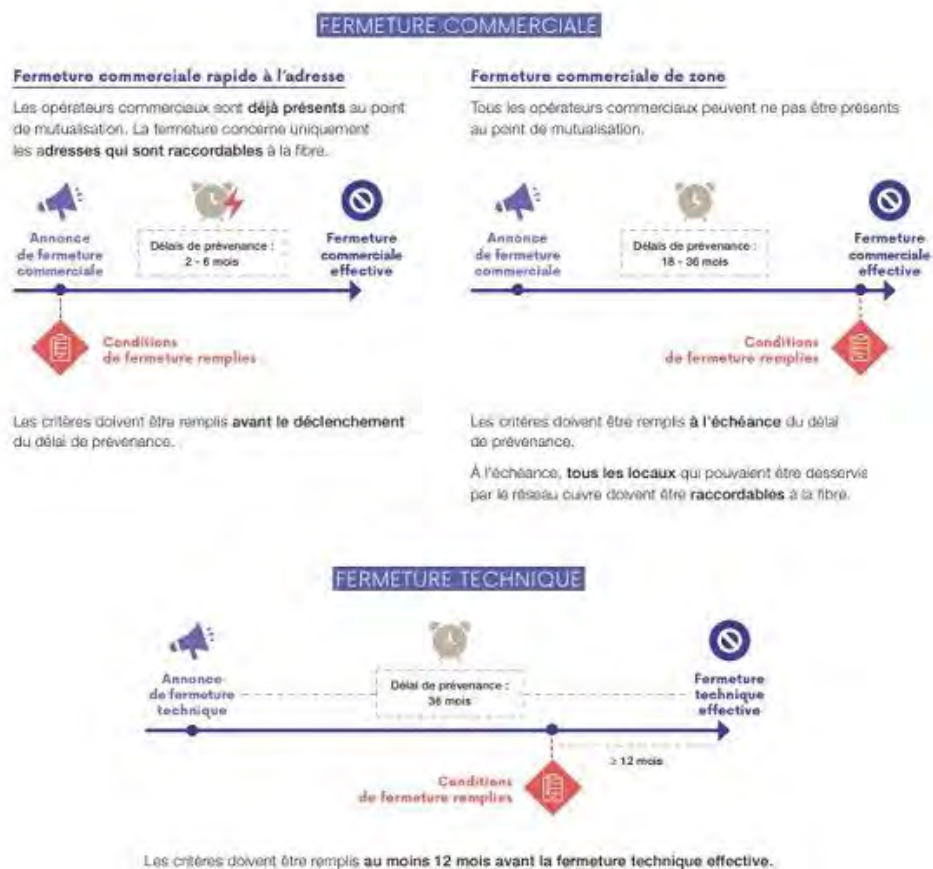 FERMETURE COMMERCIALE
Fermeture commerciale rapide à l'adresse
Les opérateurs commerciaux sont déjà présents au point
de mutualisation. La fermeture concerne uniquement
les adresses qui sont raccordables à la fibre.
Annonce
de fermeture
commerciale
Délais de prévenance :
2 - 6 mois
Fermeture
commerciale
effective
Conditions
de fermeture remplies
Les critères doivent être remplis avant le déclenchement
du délai de prévenance.
Fermeture commerciale de zone
Tous les opérateurs commerciaux peuvent ne pas être présents
au point de mutualisation.
Annonce
de fermeture
commerciale
Délais de prévenance :
18 - 36 mois
Fermeture
commerciale
effective
Conditions
de fermeture remplies
Les critères doivent être remplis à l'échéance du délai
de prévenance.
À l'échéance, tous les locaux qui pouvaient être desservis
par le réseau cuivre doivent être raccordables à la fibre.
FERMETURE TECHNIQUE
Annonce
de fermeture
technique
Délai de prévenance :
36 mois
Fermeture
technique
effective
≥ 12 mois
Conditions
de fermeture remplies
Les critères doivent être remplis au moins 12 mois avant la fermeture technique effective.